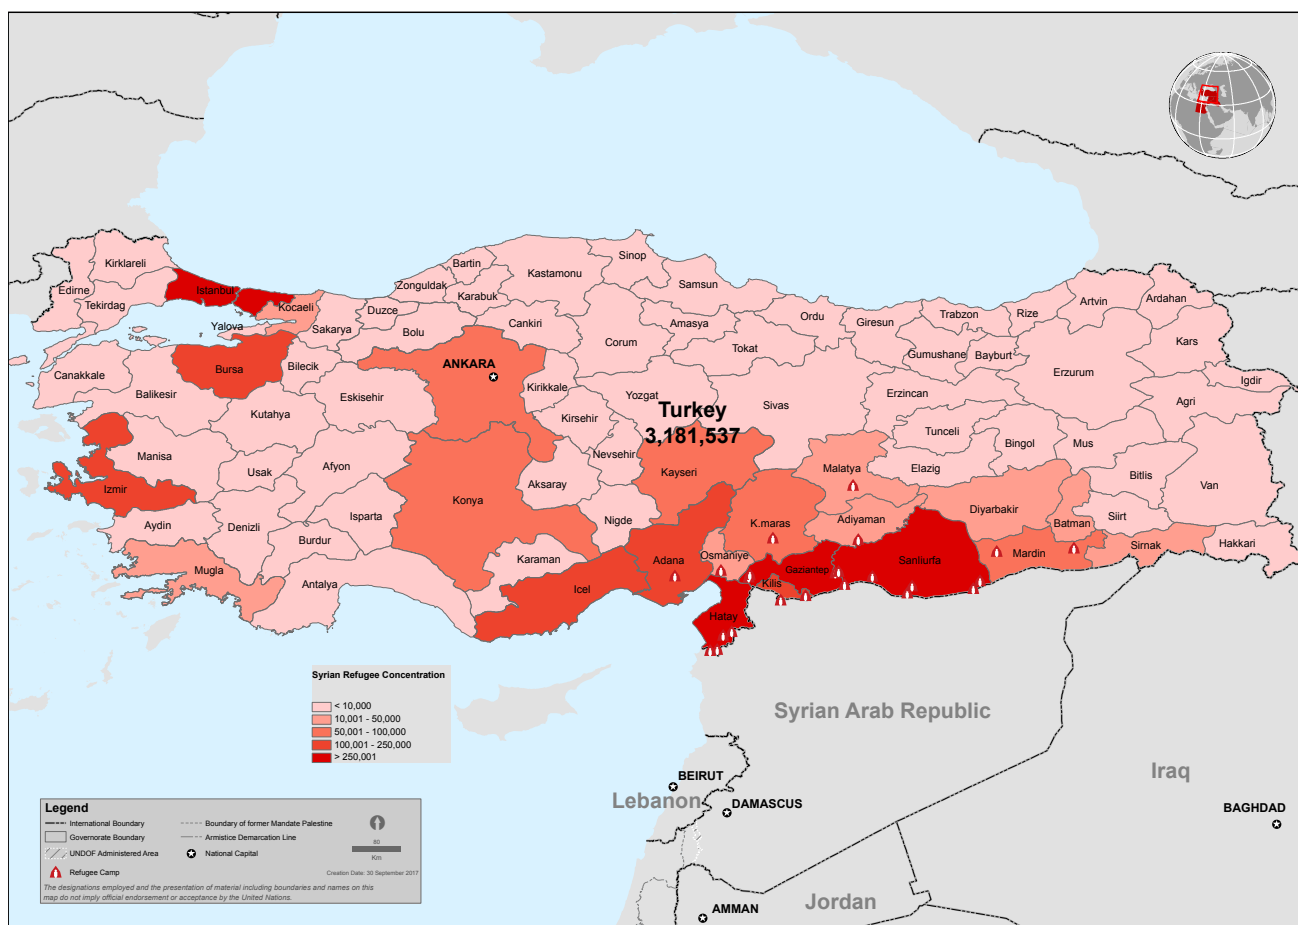 Kirklareli
Edirne
Tekirdag
Istanbul
Kocaeli
Yalova
Sakarya
Duzce
Zonguldak
Bartin
Karabuk
Kastamonu
Sinop
Samsun
Bolu
Cankiri
Corum
Amasya
Tokat
Ordu
Giresun
Trabzon
Rize
Artvin
Ardahan
Kars
Gumushane
Bayburt
Erzurum
Igdir
Agri
Canakkale
Balikesir
Bursa
Bilecik
Kutahya
Eskisehir
ANKARA
Kirikkale
Kirsehir
Yozgat
Turkey
3,181,537
Sivas
Erzincan
Tunceli
Bingol
Mus
Elazig
Bitlis
Van
Manisa
Izmir
Usak
Afyon
Konya
Aksaray
Nevsehir
Kayseri
Malatya
Adiyaman
Diyarbakir
Batman
Siirt
Sirnak
Hakkari
Aydin
Denizli
Isparta
Burdur
Mugla
Antalya
Karaman
Nigde
Icel
Adana
Osmaniye
K.maras
Gaziantep
Kilis
Hatay
Sanliurfa
Mardin
Syrian Refugee Concentration
< 10,000
10,001 - 50,000
50,001 - 100,000
100,001 - 250,000
> 250,001
Syrian Arab Republic
Iraq
BEIRUT
Lebanon
DAMASCUS
BAGHDAD
Jordan
AMMAN
Legend
International Boundary
Governorate Boundary
UNDOF Administered Area
Refugee Camp
Boundary of former Mandate Palestine
Armistice Demarcation Line
National Capital
80
Km
Creation Date: 30 September 2017
The designations employed and the presentation of material including boundaries and names on this
map do not imply official endorsement or acceptance by the United Nations.